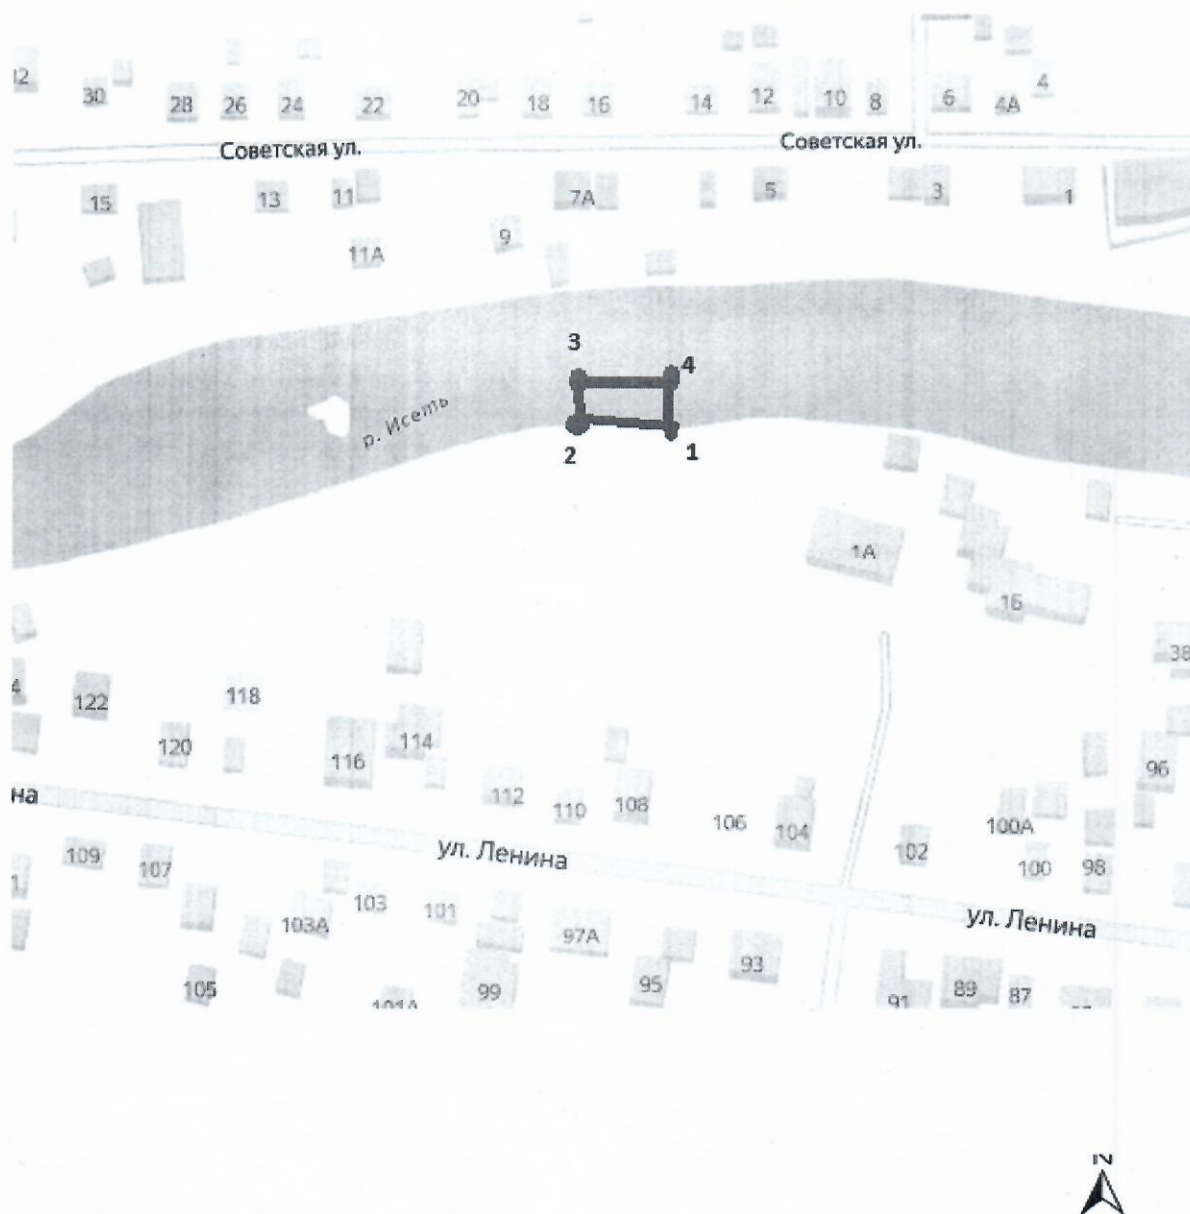 30 28 26 24 22 20 18 16 14 12 10 8 6 4А 4
Советская ул. Советская ул.
15 13 11 7А 5 3 1
11А 9
3
4
р. Исеть
2 1
1А
1Б
38
122 118
120 116 114
112 110 108 106 104
96
100А
102 100 98
на
ул. Ленина
109 107
103А 103 101
97А
ул. Ленина
105 99 95 93
91 89 87
101А